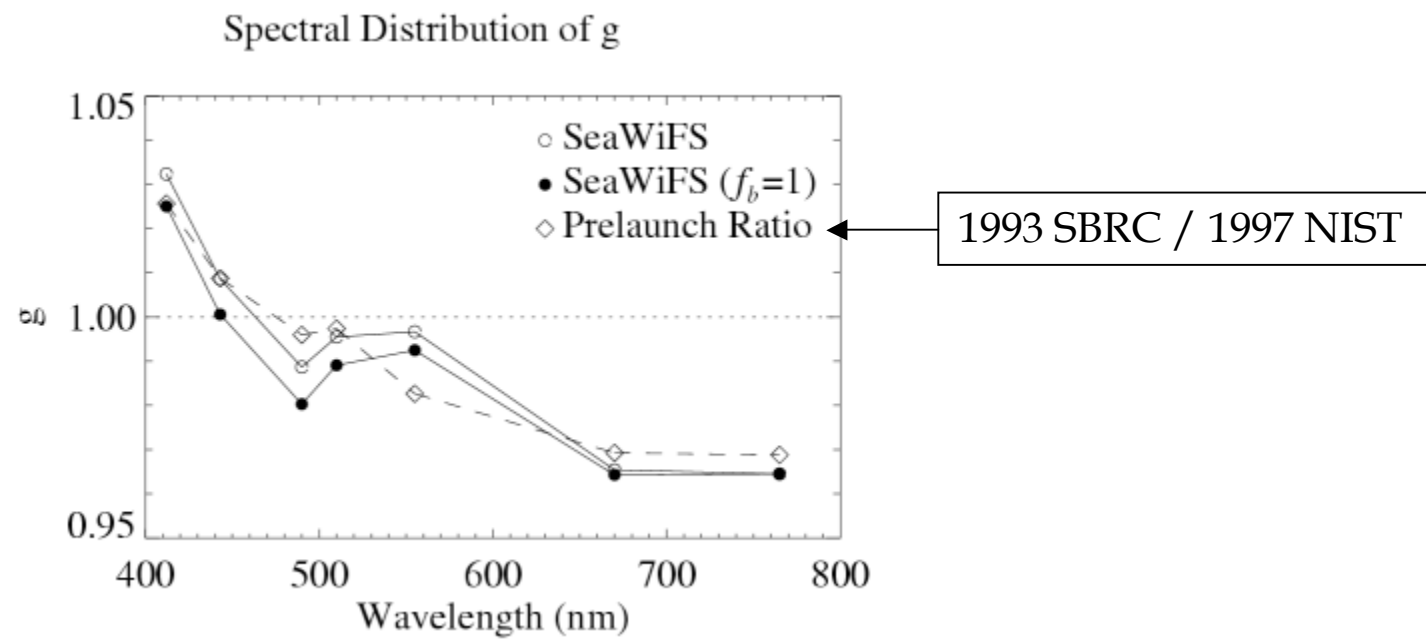 Spectral Distribution of g
1.05
1.00
0.95
g
○ SeaWiFS
● SeaWiFS (f_b=1)
◇ Prelaunch Ratio
1993 SBRC / 1997 NIST
400 500 600 700 800
Wavelength (nm)